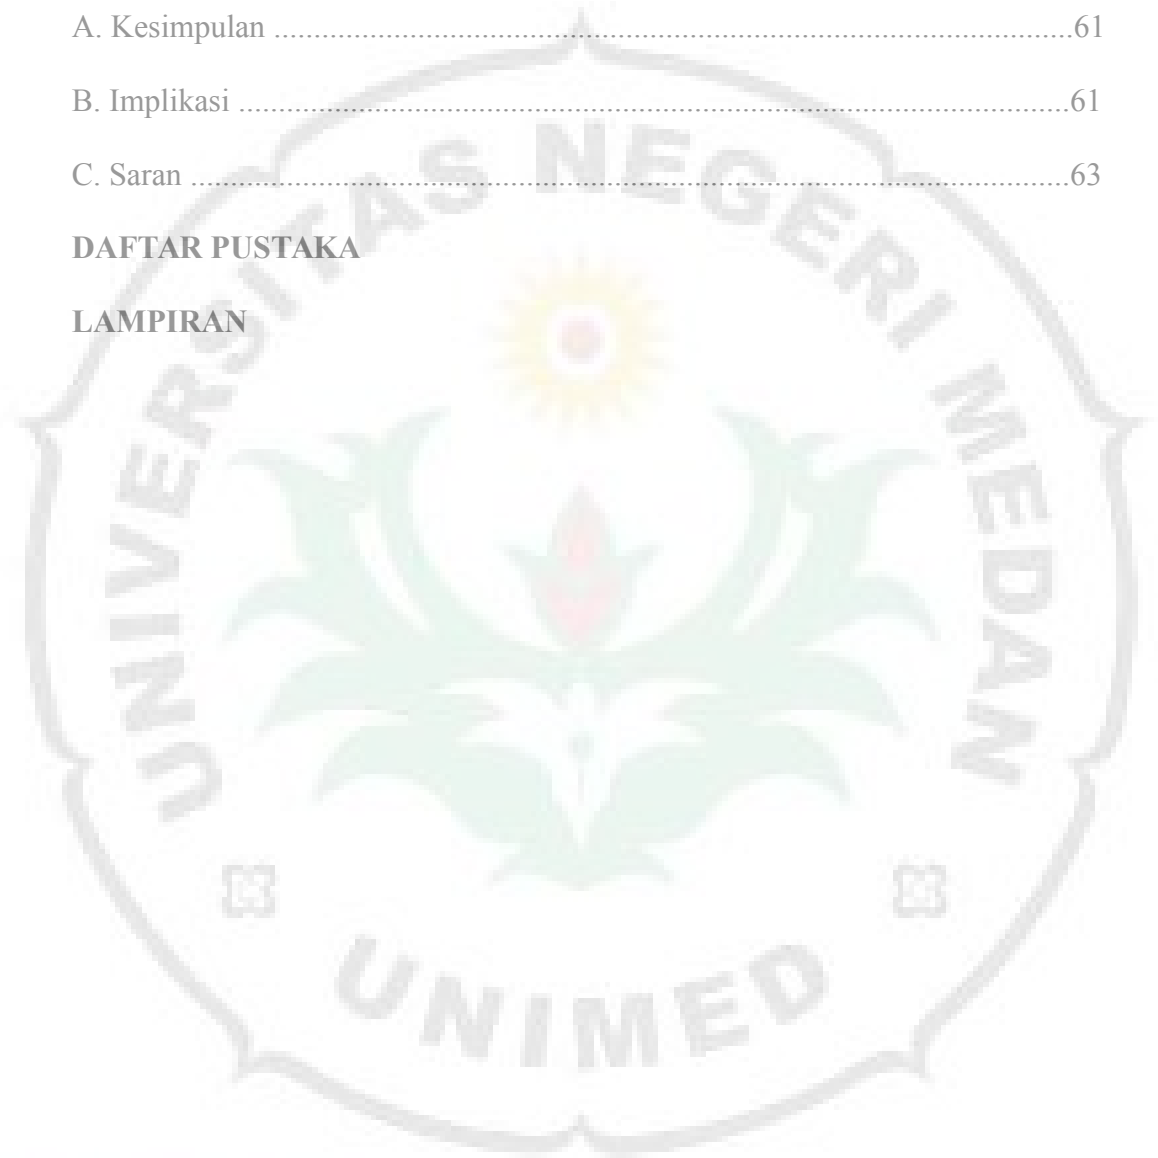 A. Kesimpulan ........................................................................................................61
B. Implikasi ............................................................................................................61
C. Saran ..................................................................................................................63
DAFTAR PUSTAKA
LAMPIRAN
UNIVERSITAS NEGERI MEDAN
UNIMED